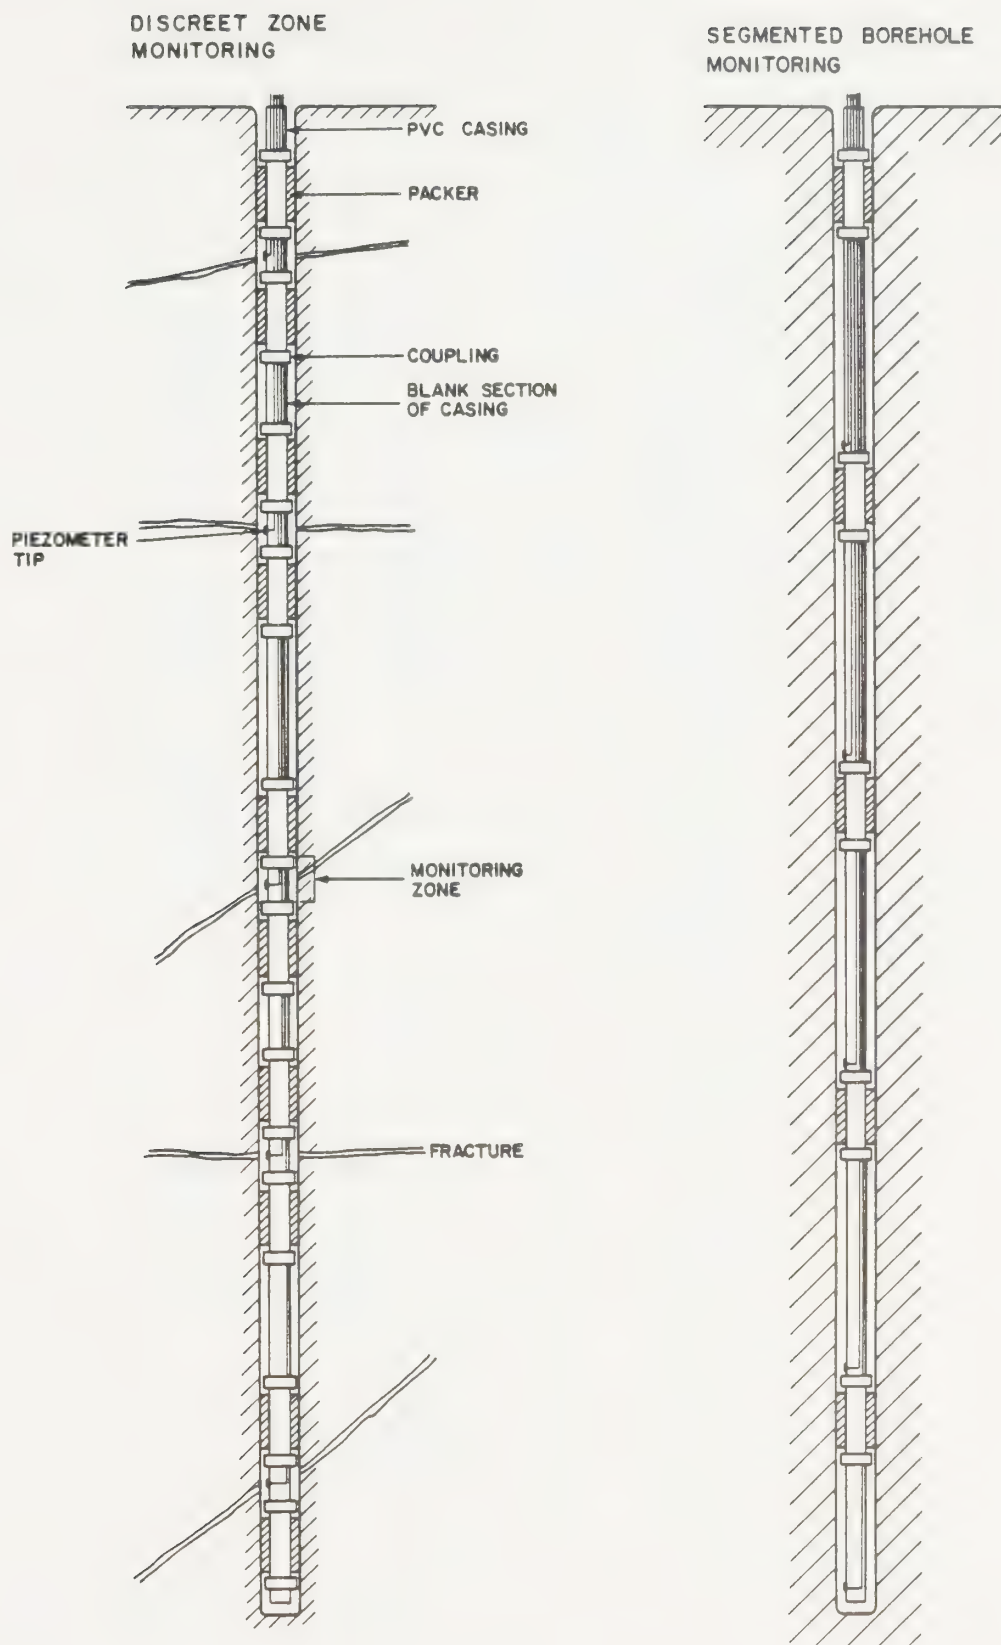 DISCREET ZONE
MONITORING
SEGMENTED BOREHOLE
MONITORING
PVC CASING
PACKER
COUPLING
BLANK SECTION
OF CASING
PIEZOMETER
TIP
MONITORING
ZONE
FRACTURE